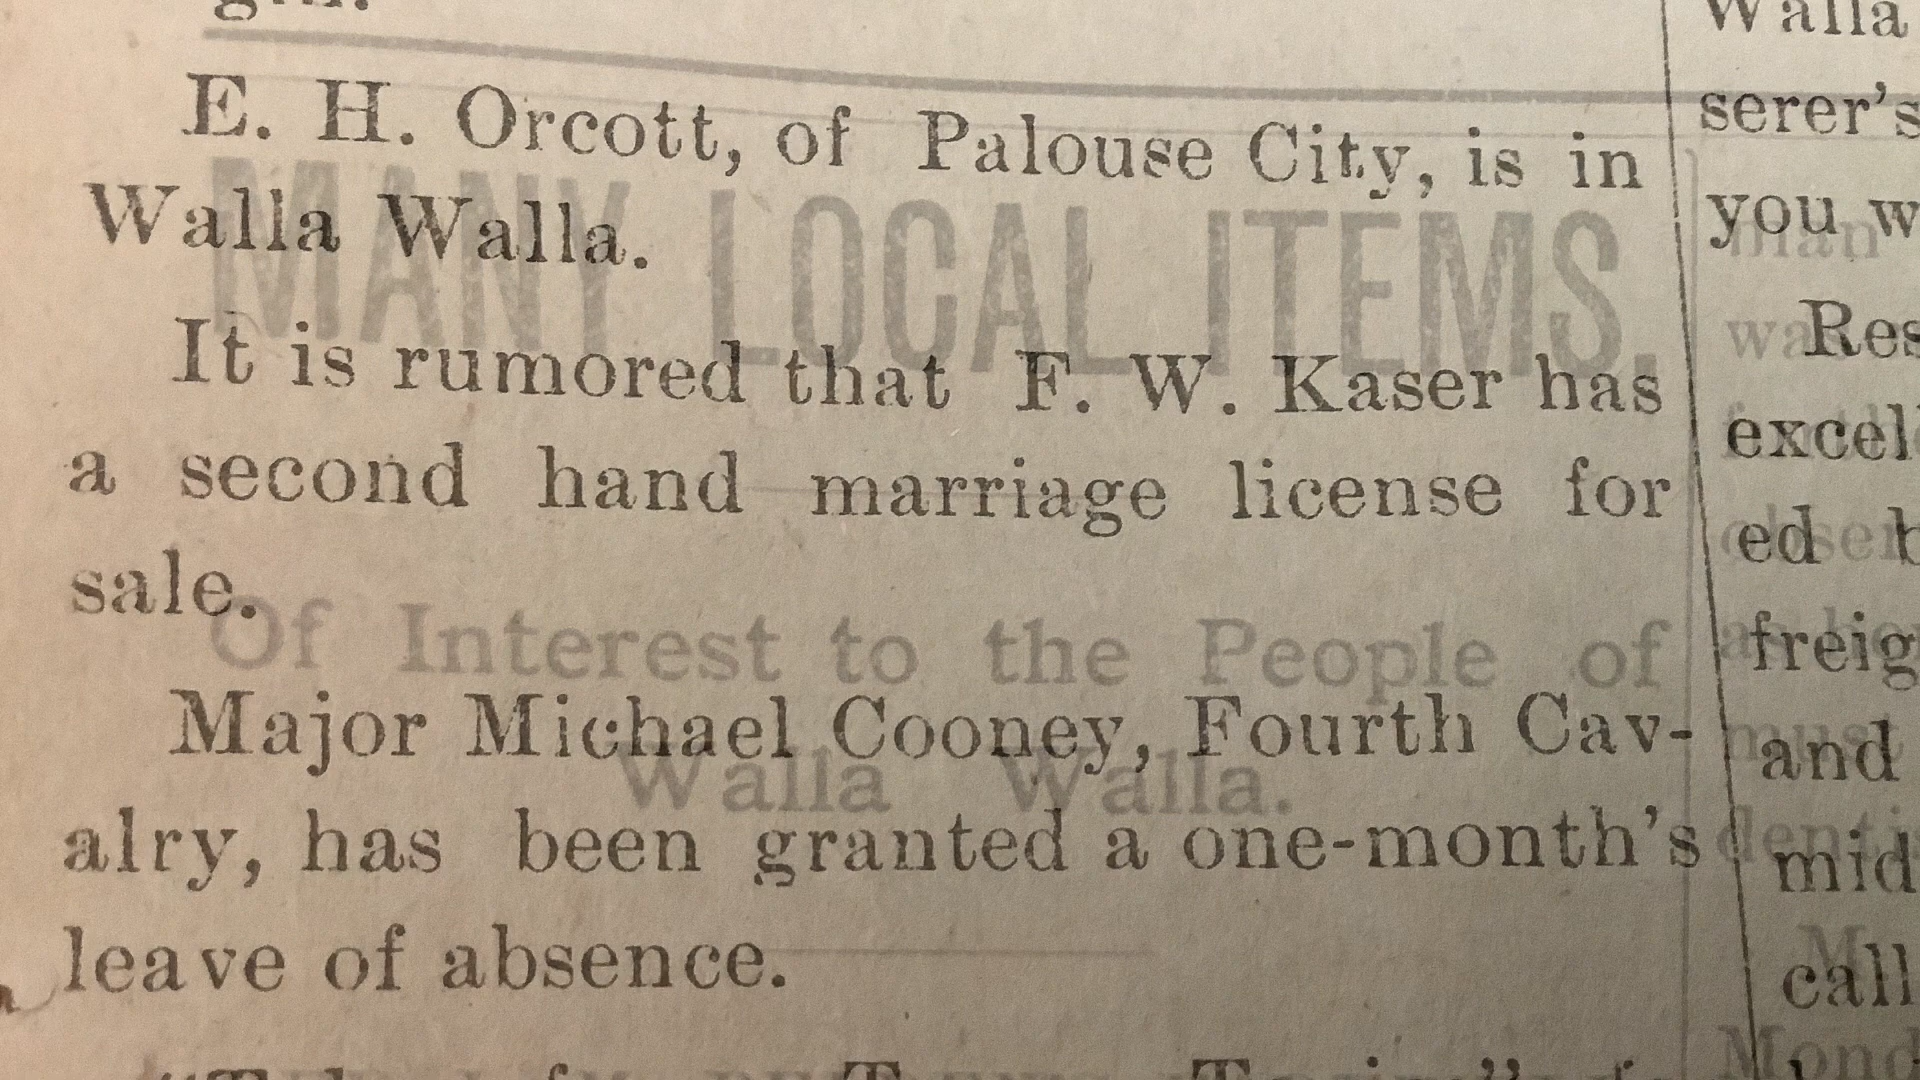 E. H. Orcott, of Palouse City, is in
Walla Walla.
It is rumored that F. W. Kaser has
a second hand marriage license for
sale.
Major Michael Cooney, Fourth Cav-
alry, has been granted a one-month's
leave of absence.
MANY LOCAL ITEMS.
Of Interest to the People of
Walla Walla.
Walla
serer's
you w
Res
excel
ed b
freig
and
mid
call